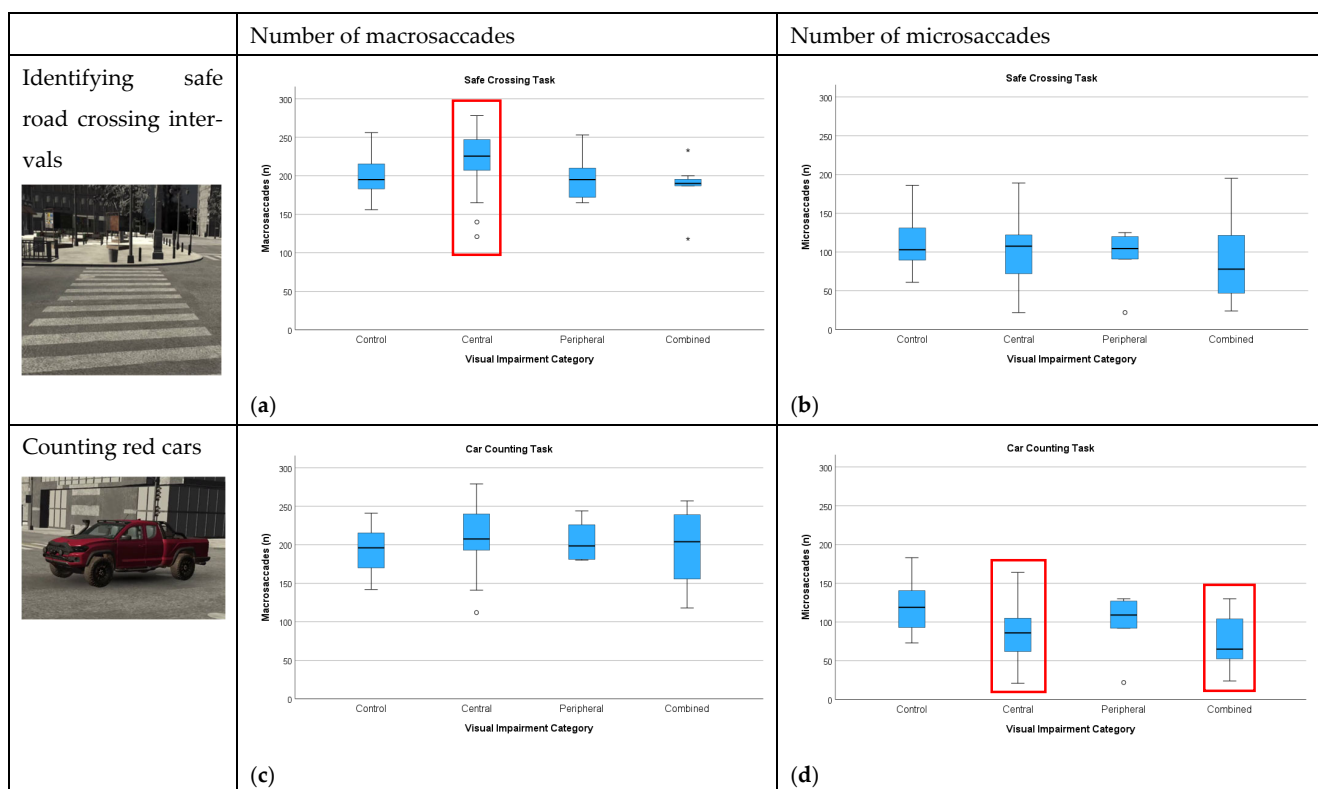 Number of macrosaccades
Number of microsaccades
Identifying safe
road crossing inter-
vals
Safe Crossing Task
Macrosaccades (n)
300
250
200
150
100
50
0
Control Central Peripheral Combined
Visual Impairment Category
(a)
Safe Crossing Task
Microsaccades (n)
300
250
200
150
100
50
0
Control Central Peripheral Combined
Visual Impairment Category
(b)
Counting red cars
Car Counting Task
Macrosaccades (n)
300
250
200
150
100
50
0
Control Central Peripheral Combined
Visual Impairment Category
(c)
Car Counting Task
Microsaccades (n)
300
250
200
150
100
50
0
Control Central Peripheral Combined
Visual Impairment Category
(d)